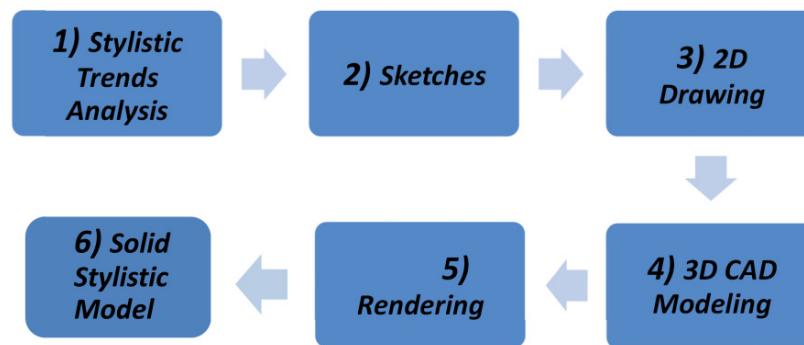 1) Stylistic
Trends
Analysis
2) Sketches
3) 2D
Drawing
4) 3D CAD
Modeling
5)
Rendering
6) Solid
Stylistic
Model